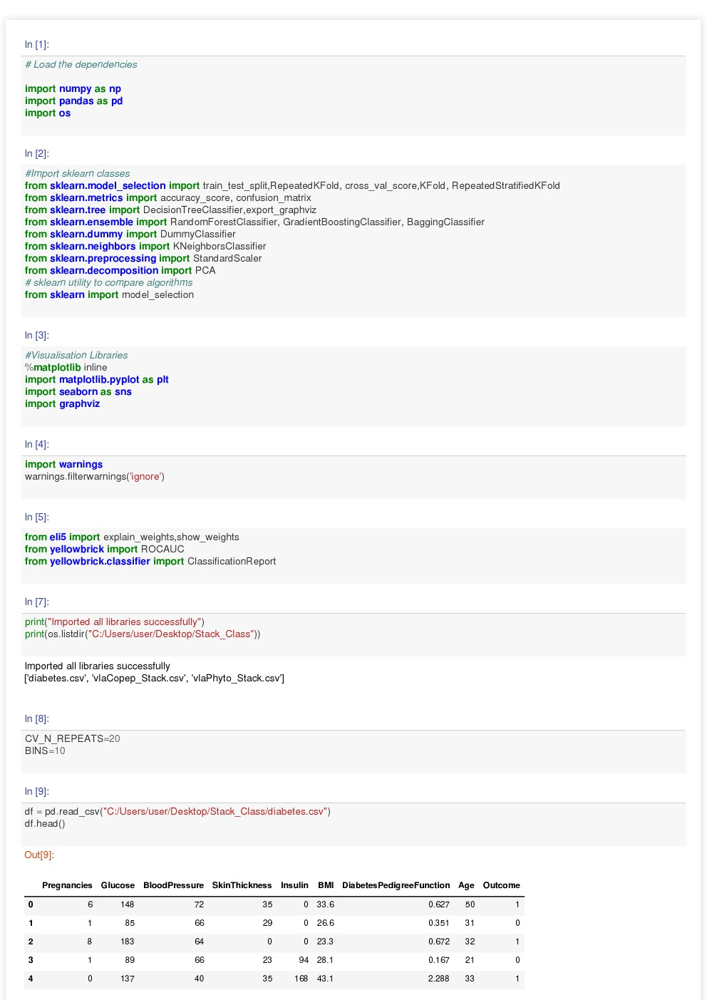 In [1]:
# Load the dependencies
import numpy as np
import pandas as pd
import os
In [2]:
#Import sklearn classes
from sklearn.model_selection import train_test_split,RepeatedKFold, cross_val_score,KFold, RepeatedStratifiedKFold
from sklearn.metrics import accuracy_score, confusion_matrix
from sklearn.tree import DecisionTreeClassifier,export_graphviz
from sklearn.ensemble import RandomForestClassifier, GradientBoostingClassifier, BaggingClassifier
from sklearn.dummy import DummyClassifier
from sklearn.neighbors import KNeighborsClassifier
from sklearn.preprocessing import StandardScaler
from sklearn.decomposition import PCA
# sklearn utility to compare algorithms
from sklearn import model_selection
In [3]:
#Visualisation Libraries
%matplotlib inline
import matplotlib.pyplot as plt
import seaborn as sns
import graphviz
In [4]:
import warnings
warnings.filterwarnings('ignore')
In [5]:
from eli5 import explain_weights,show_weights
from yellowbrick import ROCAUC
from yellowbrick.classifier import ClassificationReport
In [7]:
print("Imported all libraries successfully")
print(os.listdir("C:/Users/user/Desktop/Stack_Class"))
Imported all libraries successfully
['diabetes.csv', 'vlaCopep_Stack.csv', 'vlaPhyto_Stack.csv']
In [8]:
CV_N_REPEATS=20
BINS=10
In [9]:
df = pd.read_csv("C:/Users/user/Desktop/Stack_Class/diabetes.csv")
df.head()
Out[9]:
Pregnancies Glucose BloodPressure SkinThickness Insulin BMI DiabetesPedigreeFunction Age Outcome
0 6 148 72 35 0 33.6 0.627 50 1
1 1 85 66 29 0 26.6 0.351 31 0
2 8 183 64 0 0 23.3 0.672 32 1
3 1 89 66 23 94 28.1 0.167 21 0
4 0 137 40 35 168 43.1 2.288 33 1